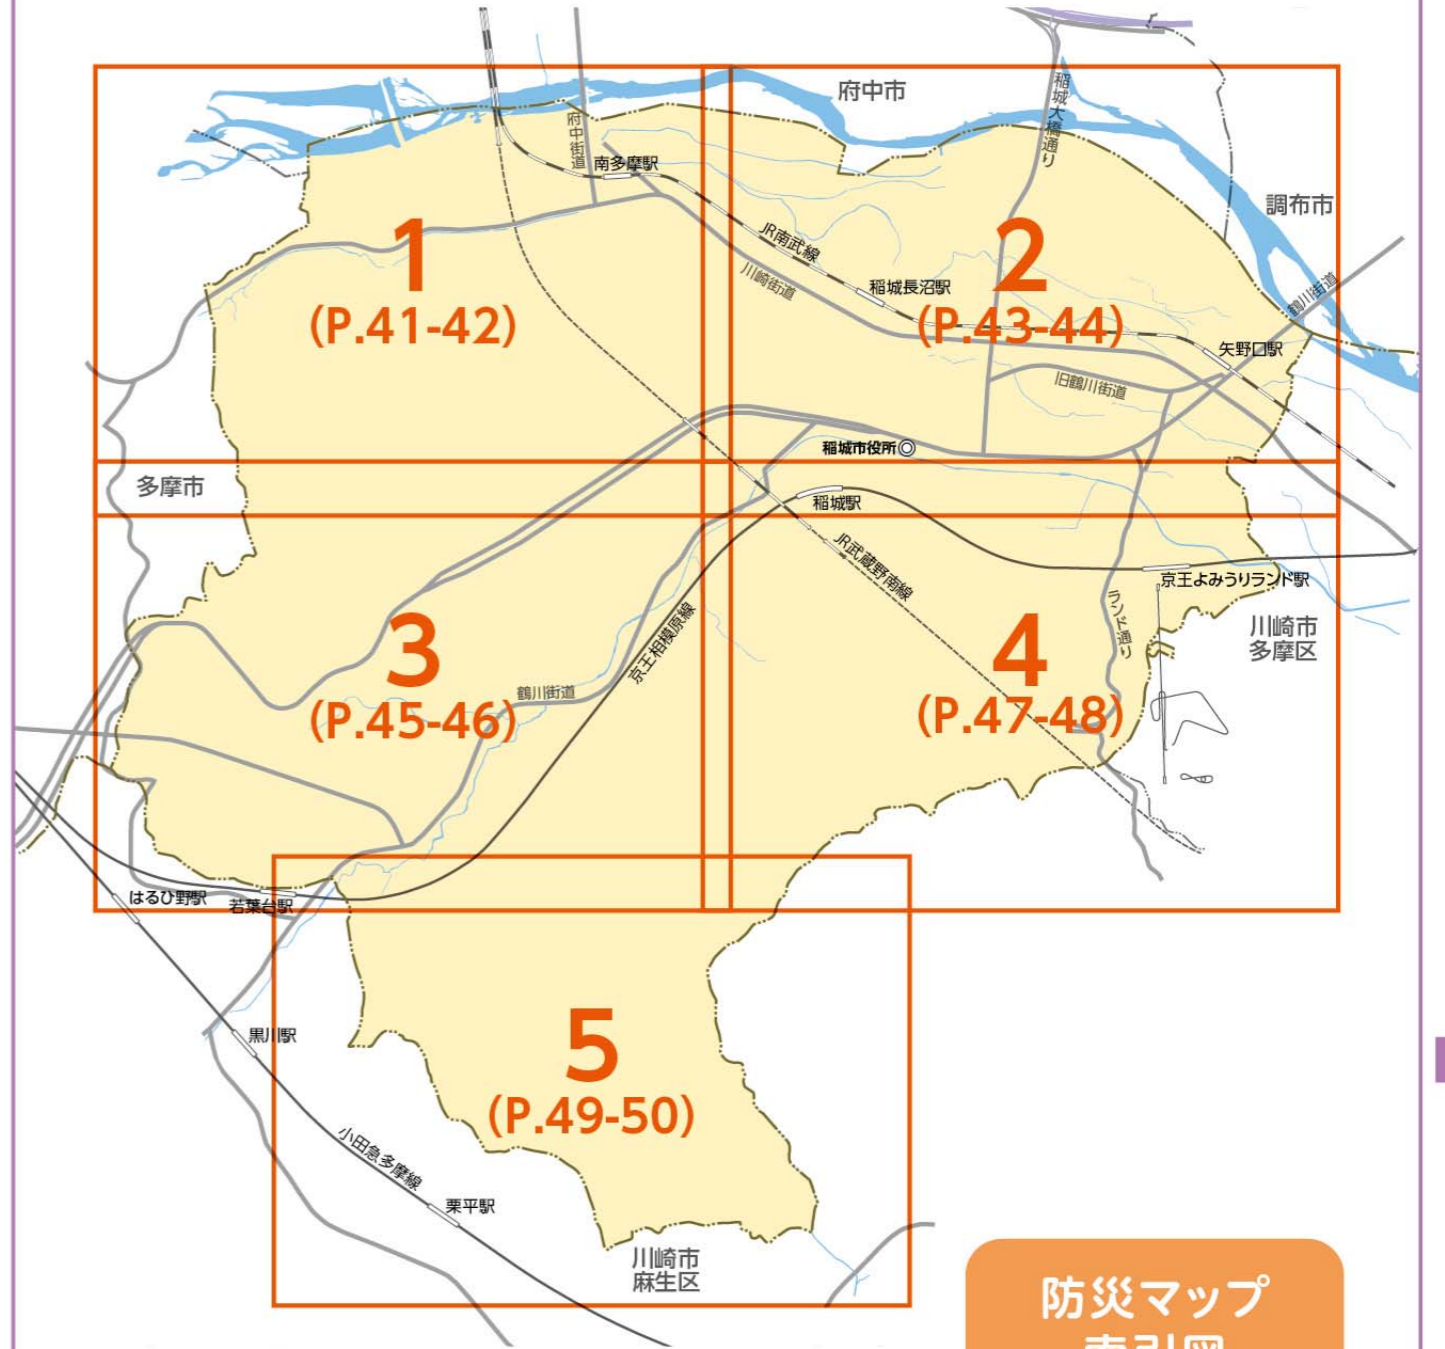 府中市
稲城大橋通り
府中街道
南多摩駅
調布市
1
(P.41-42)
JR南武線
川崎街道
稲城長沼駅
2
(P.43-44)
鶴川街道
矢野口駅
旧鶴川街道
稲城市役所
多摩市
稲城駅
JR武蔵野南線
京王よみうりランド駅
ランド通り
川崎市
多摩区
3
(P.45-46)
鶴川街道
京王相模原線
4
(P.47-48)
はるひ野駅
若葉台駅
黒川駅
5
(P.49-50)
小田急多摩線
栗平駅
川崎市
麻生区
防災マップ
索引図